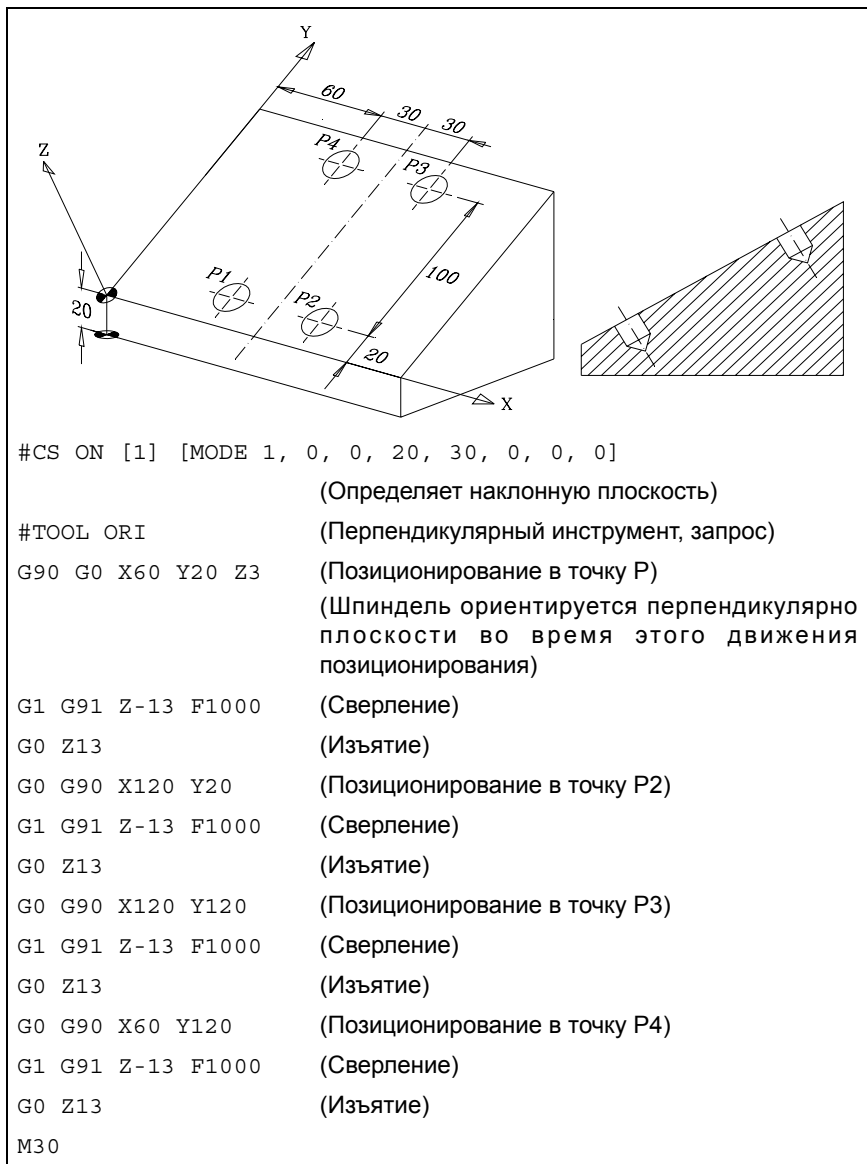 Y
60
30
30
P4
P3
Z
100
P1
P2
20
20
X
#CS ON [1] [MODE 1, 0, 0, 20, 30, 0, 0, 0]
(Определяет наклонную плоскость)
#TOOL ORI (Перпендикулярный инструмент, запрос)
G90 G0 X60 Y20 Z3 (Позиционирование в точку P)
(Шпиндель ориентируется перпендикулярно
плоскости во время этого движения
позиционирования)
G1 G91 Z-13 F1000 (Сверление)
G0 Z13 (Изъятие)
G0 G90 X120 Y20 (Позиционирование в точку P2)
G1 G91 Z-13 F1000 (Сверление)
G0 Z13 (Изъятие)
G0 G90 X120 Y120 (Позиционирование в точку P3)
G1 G91 Z-13 F1000 (Сверление)
G0 Z13 (Изъятие)
G0 G90 X60 Y120 (Позиционирование в точку P4)
G1 G91 Z-13 F1000 (Сверление)
G0 Z13 (Изъятие)
M30